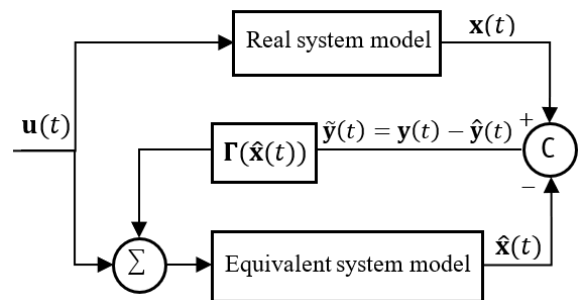 Real system model
𝐱(t)
𝐮(t)
+
𝚪(𝐱̂(t))
𝐲̃(t) = 𝐲(t) − 𝐲̂(t)
C
−
Σ
Equivalent system model
𝐱̂(t)